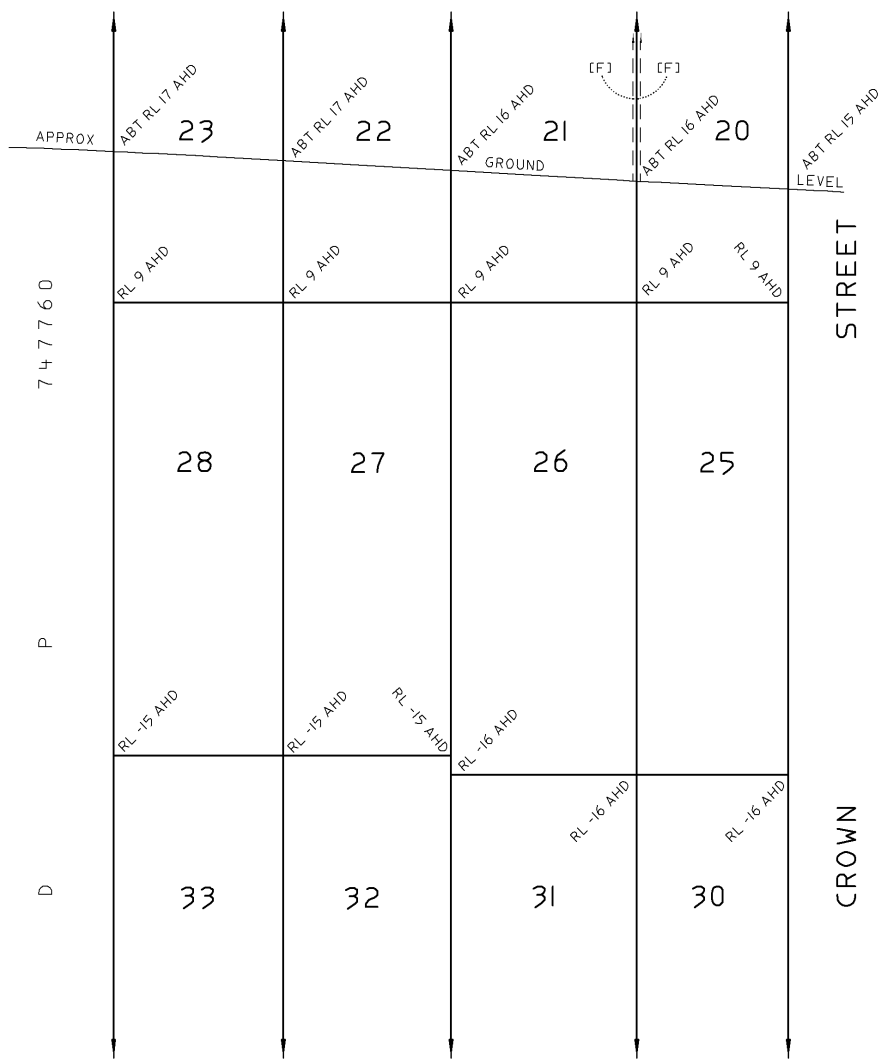 [F] [F]
ABT RL 17 AHD
ABT RL 17 AHD
ABT RL 16 AHD
ABT RL 16 AHD
ABT RL 15 AHD
23 22 21 20
APPROX GROUND LEVEL
RL 9 AHD
RL 9 AHD
RL 9 AHD
RL 9 AHD
RL 9 AHD
28 27 26 25
RL -15 AHD
RL -15 AHD
RL -15 AHD
RL -16 AHD
RL -16 AHD
RL -16 AHD
33 32 31 30
D P 747760
CROWN STREET